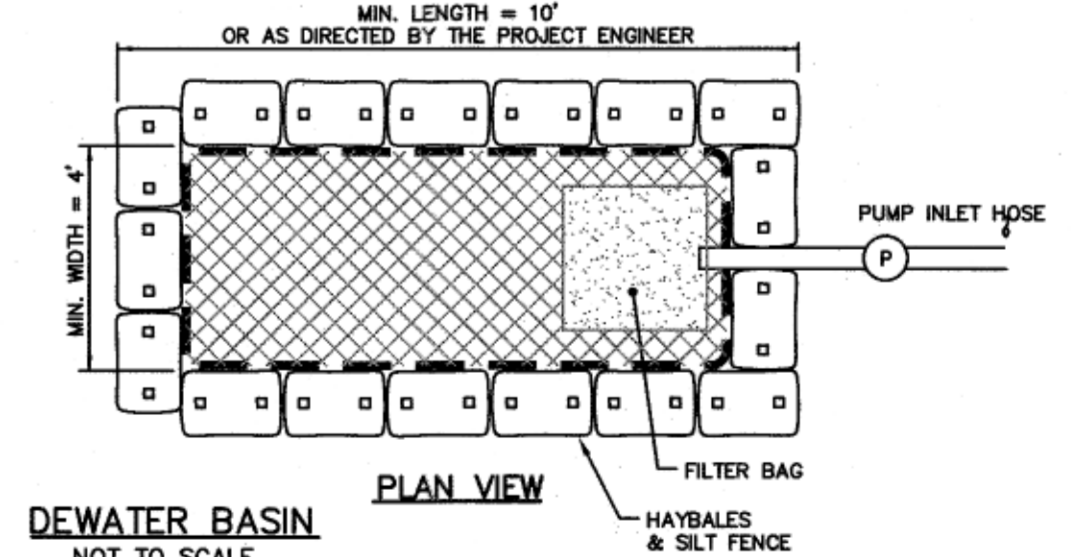 MIN. LENGTH = 10'
OR AS DIRECTED BY THE PROJECT ENGINEER
MIN. WIDTH = 4'
PUMP INLET HOSE
P
FILTER BAG
PLAN VIEW
HAYBALES
& SILT FENCE
DEWATER BASIN
NOT TO SCALE